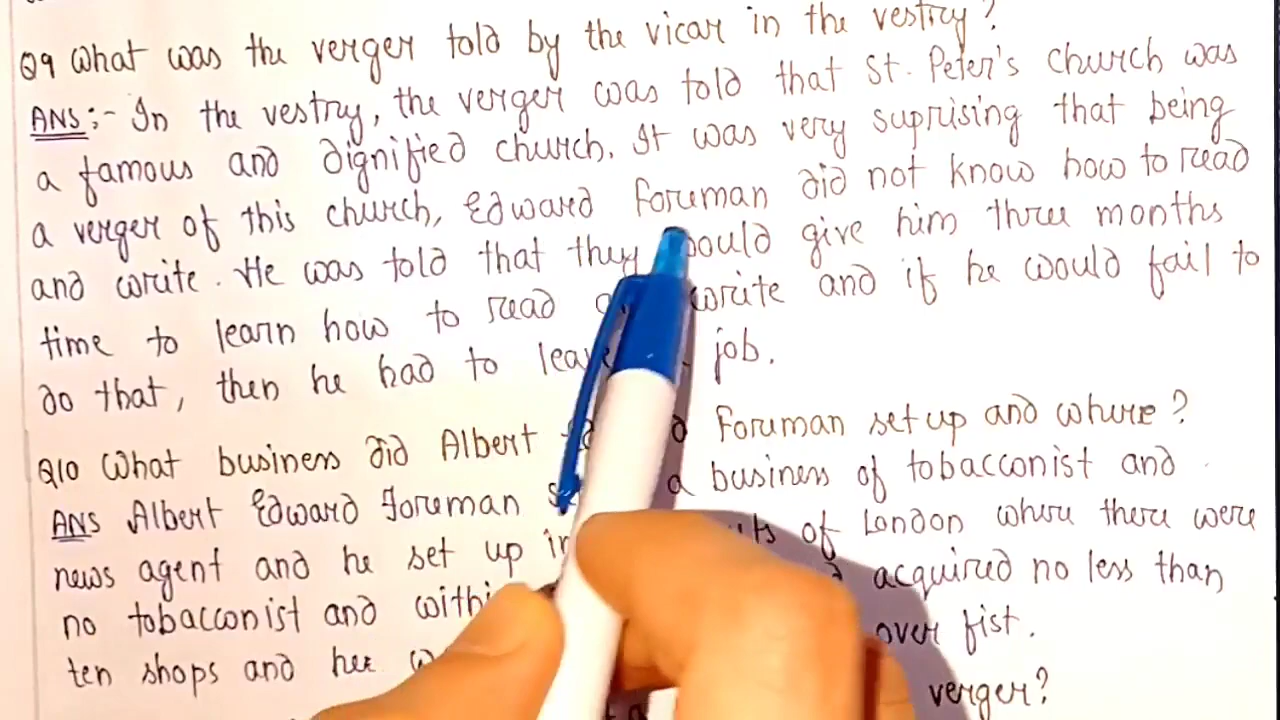 Q9 What was the verger told by the vicar in the vestry?
ANS:- In the vestry, the verger was told that St. Peter's church was
a famous and dignified church. It was very suprising that being
a verger of this church, Edward Foreman did not know how to read
and write. He was told that they would give him three months
time to learn how to read write and if he would fail to
do that, then he had to job.
Q10 What business did Albert Foreman set up and where?
ANS Albert Edward Foreman a business of tobacconist and
news agent and he set up in of London where there were
no tobacconist and acquired no less than
ten shops and her over fist.
verger?